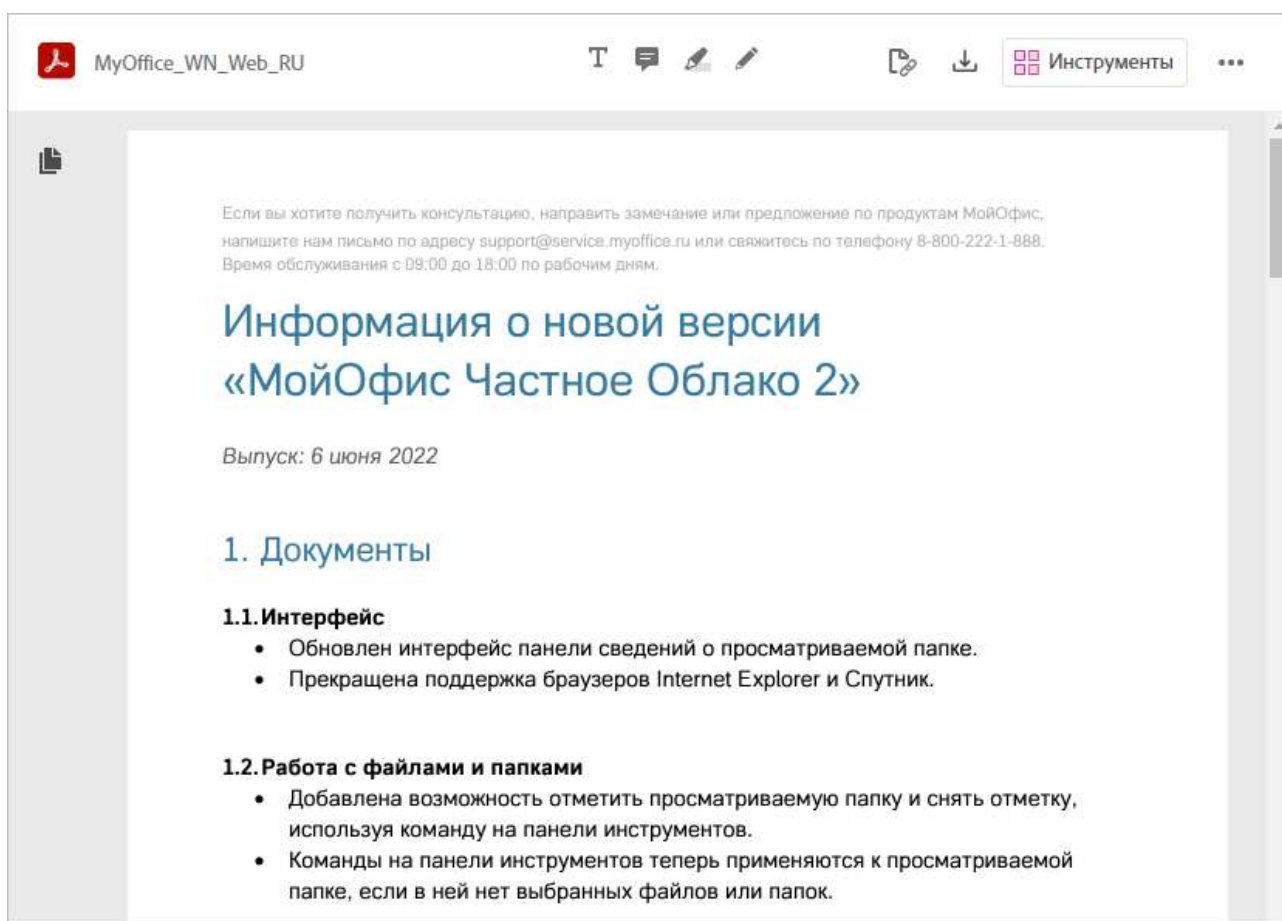 MyOffice_WN_Web_RU
Инструменты
Если вы хотите получить консультацию, направить замечание или предложение по продуктам МойОфис,
напишите нам письмо по адресу support@service.myoffice.ru или свяжитесь по телефону 8-800-222-1-888.
Время обслуживания с 09:00 до 18:00 по рабочим дням.
Информация о новой версии
«МойОфис Частное Облако 2»
Выпуск: 6 июня 2022
1. Документы
1.1. Интерфейс
• Обновлен интерфейс панели сведений о просматриваемой папке.
• Прекращена поддержка браузеров Internet Explorer и Спутник.
1.2. Работа с файлами и папками
• Добавлена возможность отметить просматриваемую папку и снять отметку,
используя команду на панели инструментов.
• Команды на панели инструментов теперь применяются к просматриваемой
папке, если в ней нет выбранных файлов или папок.